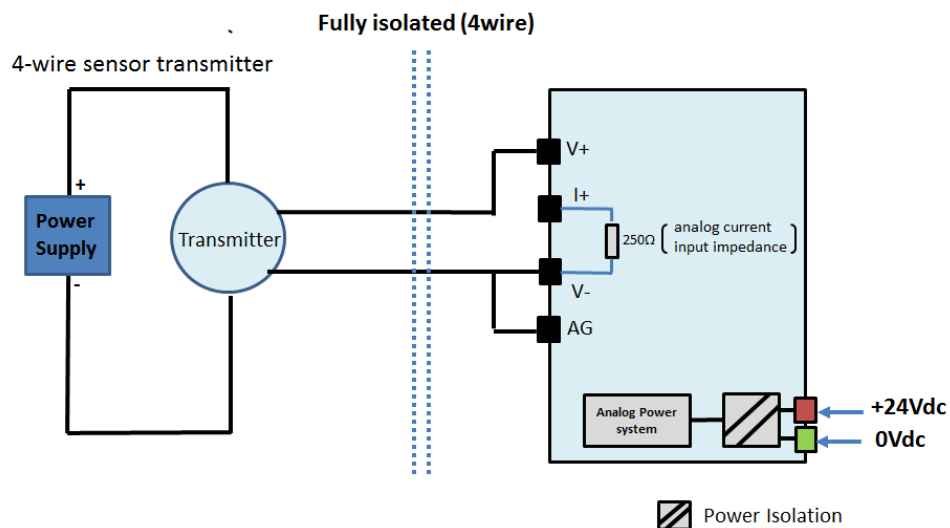 Fully isolated (4wire)
4-wire sensor transmitter
+
Power
Supply
-
Transmitter
V+
I+
250Ω
analog current
input impedance
V-
AG
Analog Power
system
+24Vdc
0Vdc
Power Isolation